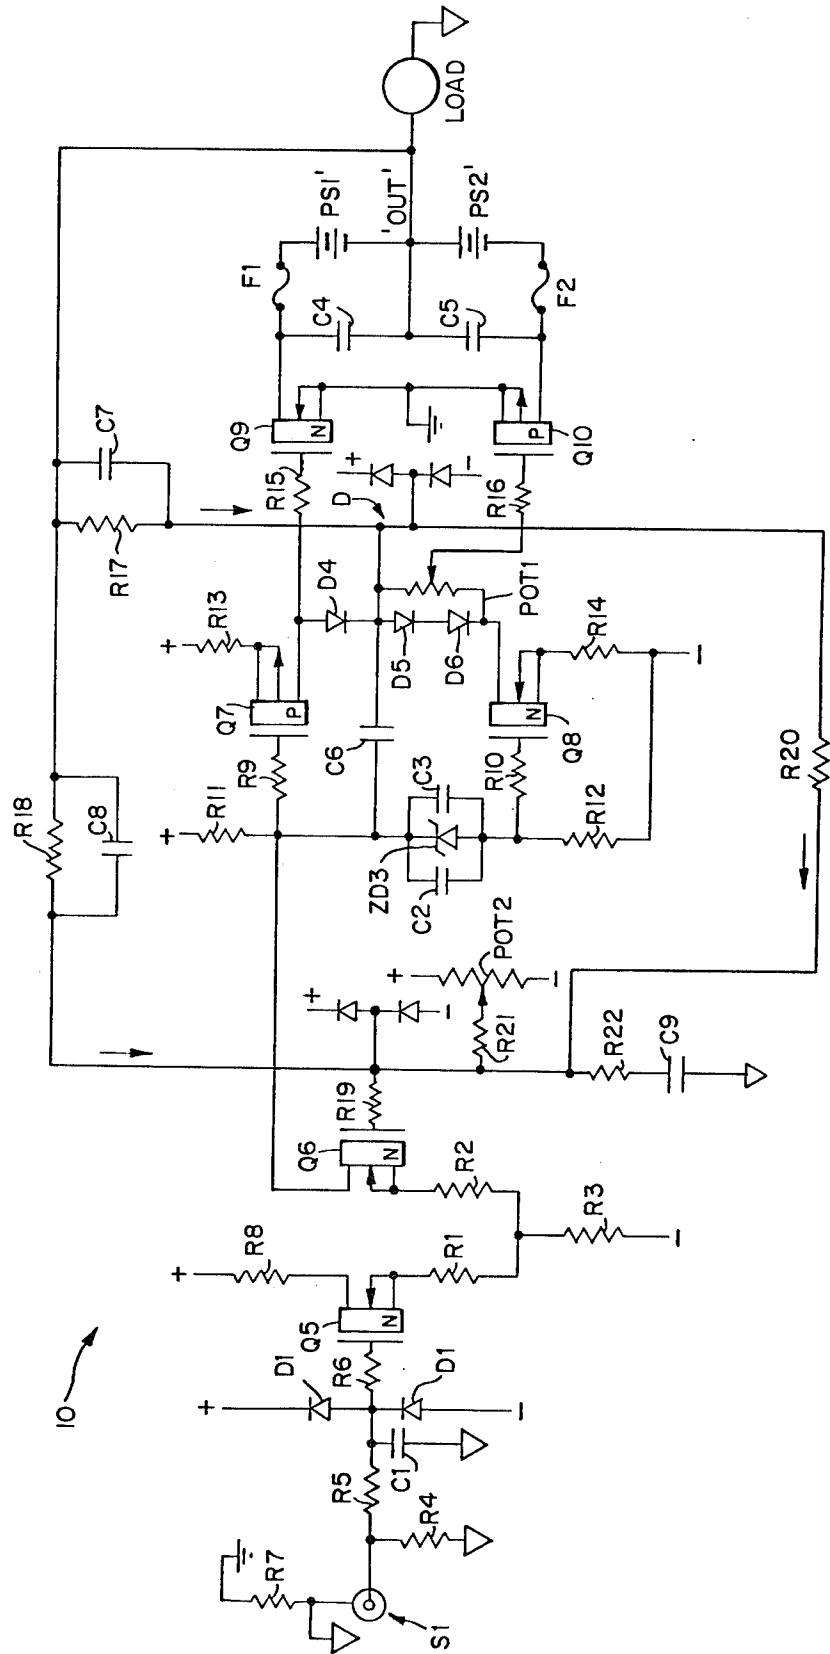 10
S1
R7
R4
R5
C1
D1
D1
R6
Q5
N
R8
+
+
−
R1
R3
−
R2
Q6
N
R19
R22
C9
R21
POT2
+
−
+
−
R18
C8
R11
+
R9
Q7
P
R13
+
ZD3
C2
C3
C6
R10
R12
Q8
N
R14
−
D4
D5
D6
POT1
D
R17
C7
R15
R16
+
−
Q9
N
Q10
P
R20
C4
C5
F1
F2
PS1'
PS2'
'OUT'
LOAD